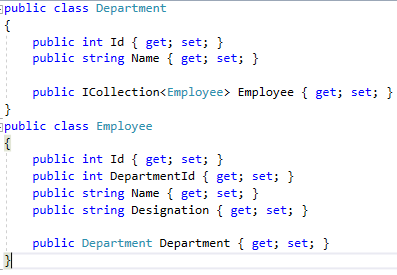 public class Department
{
    public int Id { get; set; }
    public string Name { get; set; }

    public ICollection<Employee> Employee { get; set; }
}
public class Employee
{
    public int Id { get; set; }
    public int DepartmentId { get; set; }
    public string Name { get; set; }
    public string Designation { get; set; }

    public Department Department { get; set; }
}